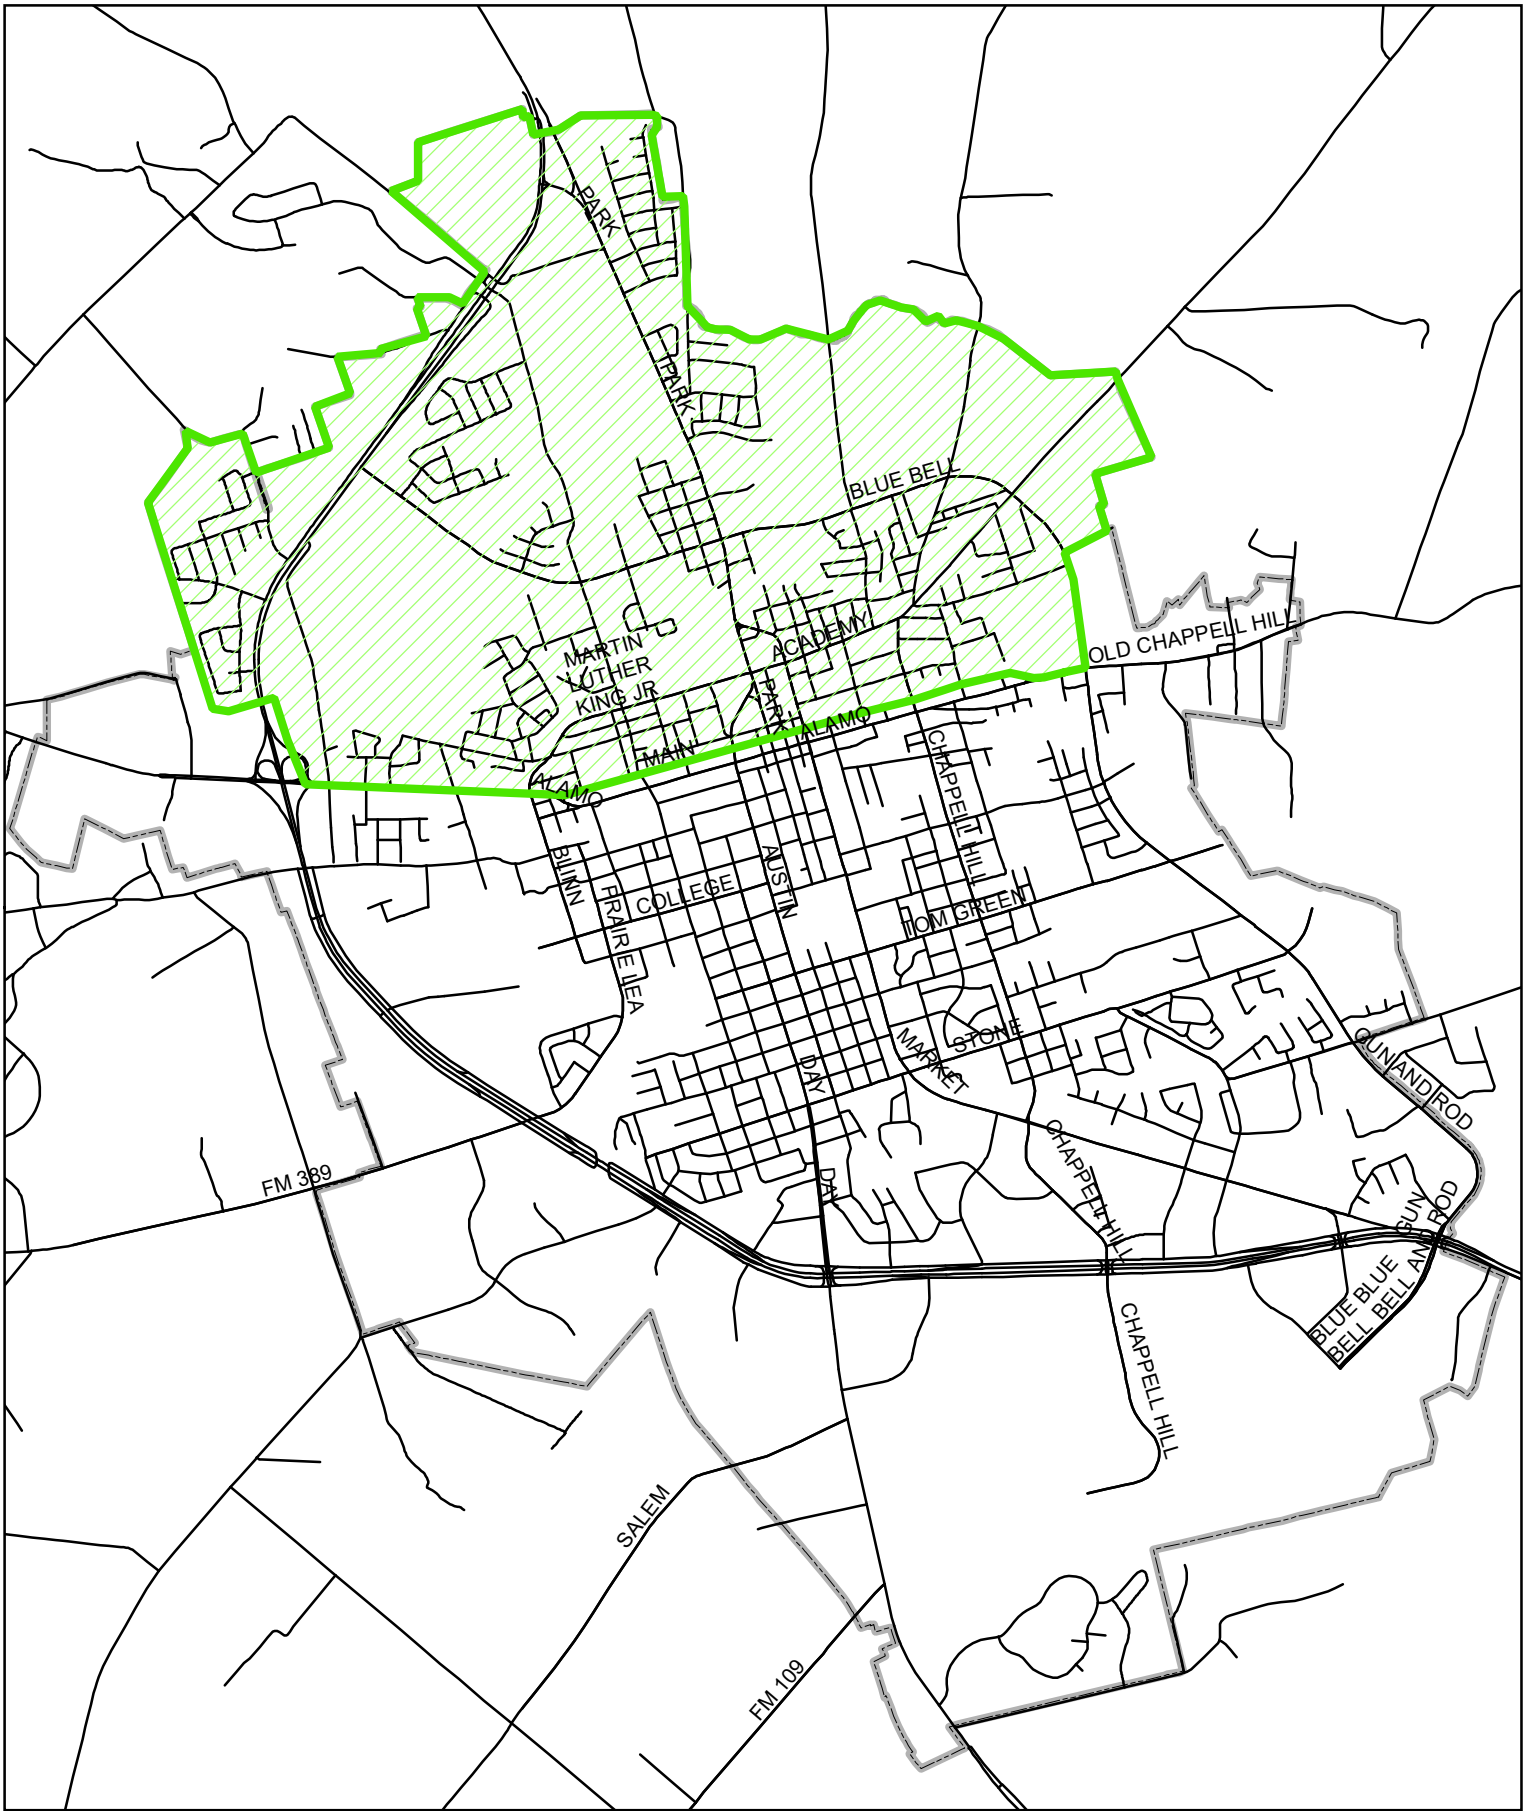 PARK
PARK
BLUE BELL
MARTIN
LUTHER
KING JR
ACADEMY
OLD CHAPPELL HILL
PARK
ALAMO
MAIN
ALAMO
CHAPPELL HILL
BLINN
AUSTIN
COLLEGE
PRAIRIE LEA
TOM GREEN
STONE
MARKET
DAY
GUN AND ROD
CHAPPELL HILL
FM 389
DAY
GUN
AND ROD
BLUE BLUE
BELL BELL
CHAPPELL HILL
SALEM
FM 109